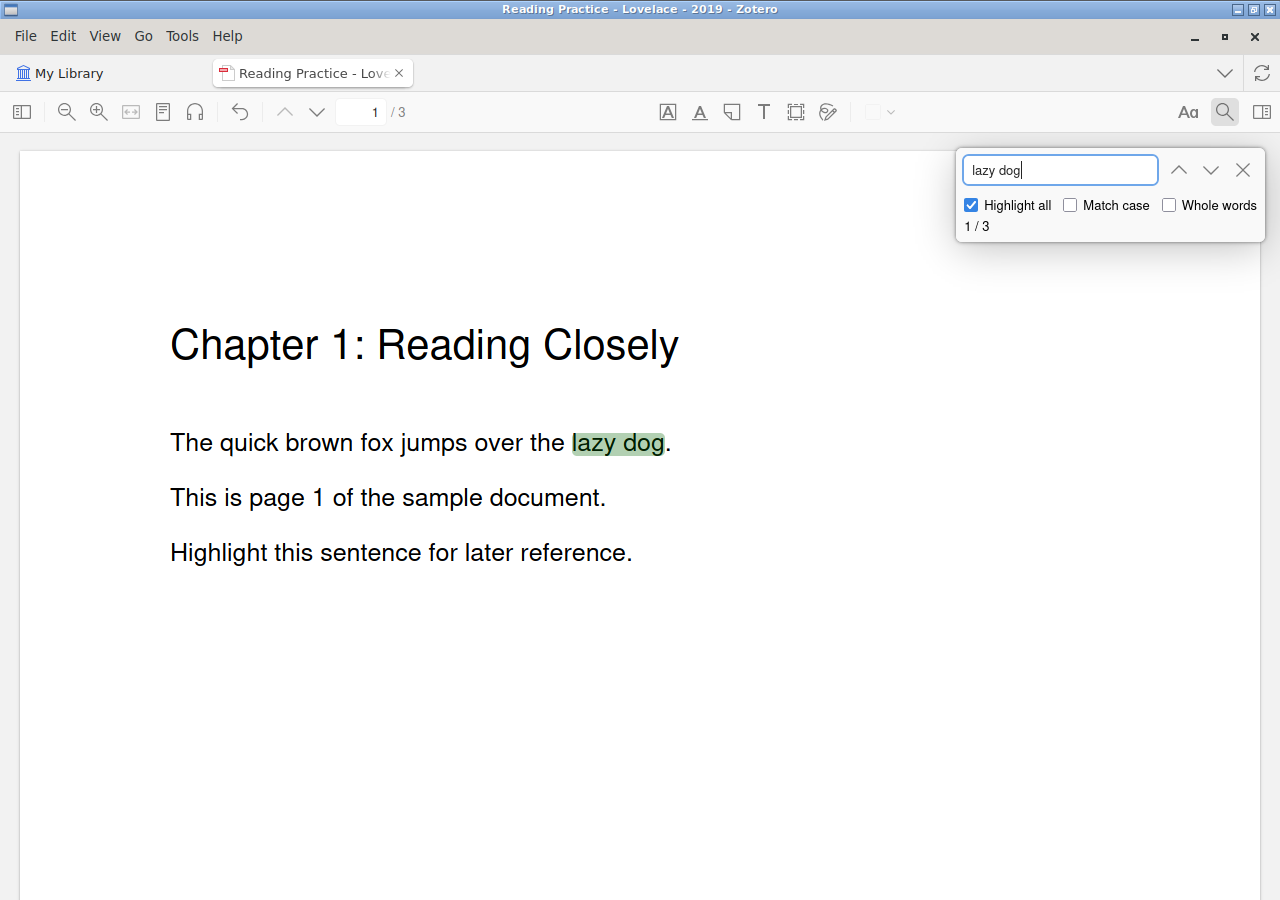 Reading Practice - Lovelace - 2019 - Zotero
File Edit View Go Tools Help
My Library
Reading Practice - Love
1 / 3
A A T Aa
lazy dog
Highlight all Match case Whole words
1 / 3
Chapter 1: Reading Closely
The quick brown fox jumps over the lazy dog.
This is page 1 of the sample document.
Highlight this sentence for later reference.